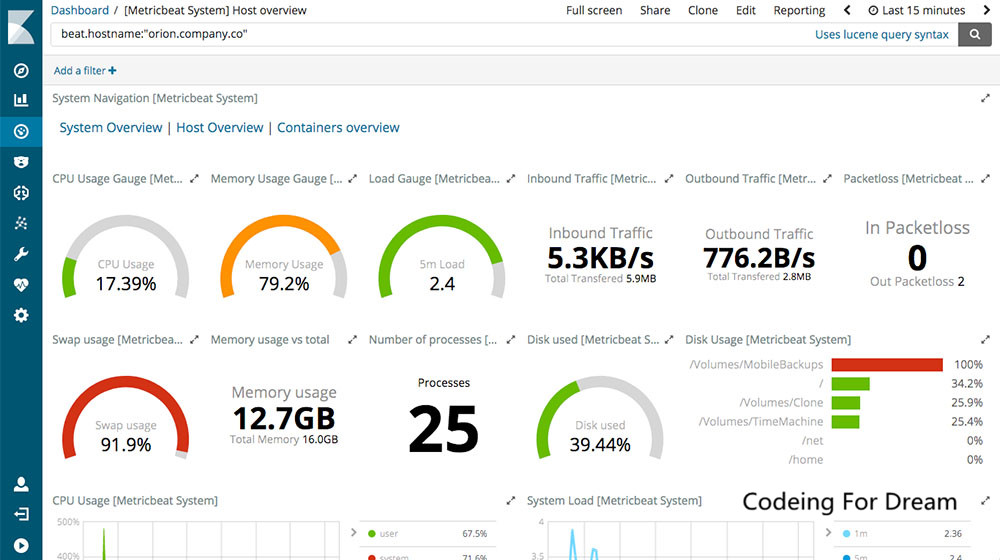 Dashboard / [Metricbeat System] Host overview
Full screen Share Clone Edit Reporting Last 15 minutes
beat.hostname:"orion.company.co"
Uses lucene query syntax
Add a filter +
System Navigation [Metricbeat System]
System Overview | Host Overview | Containers overview
CPU Usage Gauge [Met...
Memory Usage Gauge [...
Load Gauge [Metricbea...
Inbound Traffic [Metric...
Outbound Traffic [Metr...
Packetloss [Metricbeat ...
CPU Usage
17.39%
Memory Usage
79.2%
5m Load
2.4
Inbound Traffic
5.3KB/s
Total Transfered 5.9MB
Outbound Traffic
776.2B/s
Total Transfered 2.8MB
In Packetloss
0
Out Packetloss 2
Swap usage [Metricbea...
Memory usage vs total
Number of processes [...
Disk used [Metricbeat S...
Disk Usage [Metricbeat System]
Swap usage
91.9%
Memory usage
12.7GB
Total Memory 16.0GB
Processes
25
Disk used
39.44%
/Volumes/MobileBackups 100%
/ 34.2%
/Volumes/Clone 25.9%
/Volumes/TimeMachine 25.4%
/net 0%
/home 0%
CPU Usage [Metricbeat System]
500%
400%
user 67.5%
system 71.6%
System Load [Metricbeat System]
Codeing For Dream
4
3.5
1m 2.36
5m 2.4